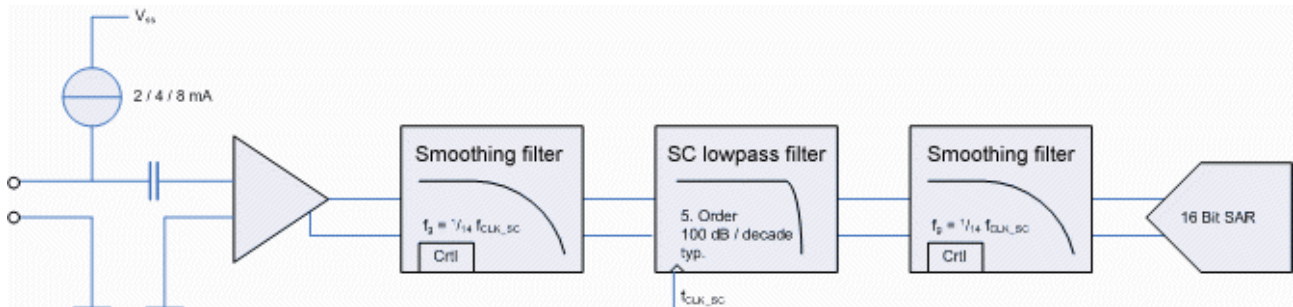 Vss
2 / 4 / 8 mA
Smoothing filter
fg = 1/14 fCLK_SC
Crtl
SC lowpass filter
5. Order
100 dB / decade
typ.
fCLK_SC
Smoothing filter
fg = 1/14 fCLK_SC
Crtl
16 Bit SAR